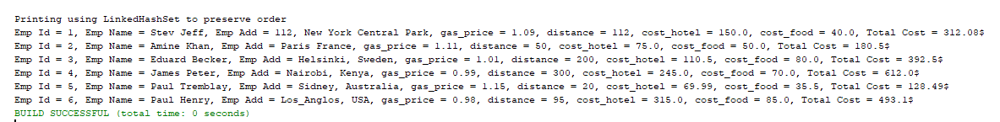 Printing using LinkedHashSet to preserve order
Emp Id = 1, Emp Name = Stev Jeff, Emp Add = 112, New York Central Park, gas_price = 1.09, distance = 112, cost_hotel = 150.0, cost_food = 40.0, Total Cost = 312.08$
Emp Id = 2, Emp Name = Amine Khan, Emp Add = Paris France, gas_price = 1.11, distance = 50, cost_hotel = 75.0, cost_food = 50.0, Total Cost = 180.5$
Emp Id = 3, Emp Name = Eduard Becker, Emp Add = Helsinki, Sweden, gas_price = 1.01, distance = 200, cost_hotel = 110.5, cost_food = 80.0, Total Cost = 392.5$
Emp Id = 4, Emp Name = James Peter, Emp Add = Nairobi, Kenya, gas_price = 0.99, distance = 300, cost_hotel = 245.0, cost_food = 70.0, Total Cost = 612.0$
Emp Id = 5, Emp Name = Paul Tremblay, Emp Add = Sidney, Australia, gas_price = 1.15, distance = 20, cost_hotel = 69.99, cost_food = 35.5, Total Cost = 128.49$
Emp Id = 6, Emp Name = Paul Henry, Emp Add = Los_Anglos, USA, gas_price = 0.98, distance = 95, cost_hotel = 315.0, cost_food = 85.0, Total Cost = 493.1$
BUILD SUCCESSFUL (total time: 0 seconds)